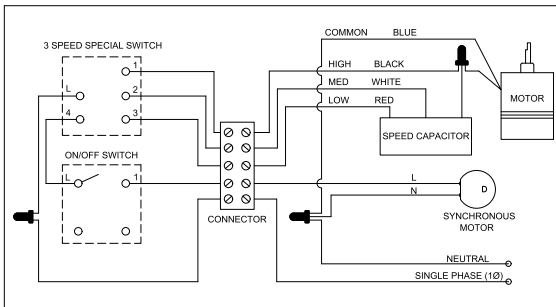 COMMON BLUE
3 SPEED SPECIAL SWITCH
HIGH BLACK
1
MED WHITE
L 2
LOW RED
MOTOR
4 3
SPEED CAPACITOR
ON/OFF SWITCH
L 1
L
N
D
CONNECTOR
SYNCHRONOUS
MOTOR
NEUTRAL
SINGLE PHASE (1Ø)